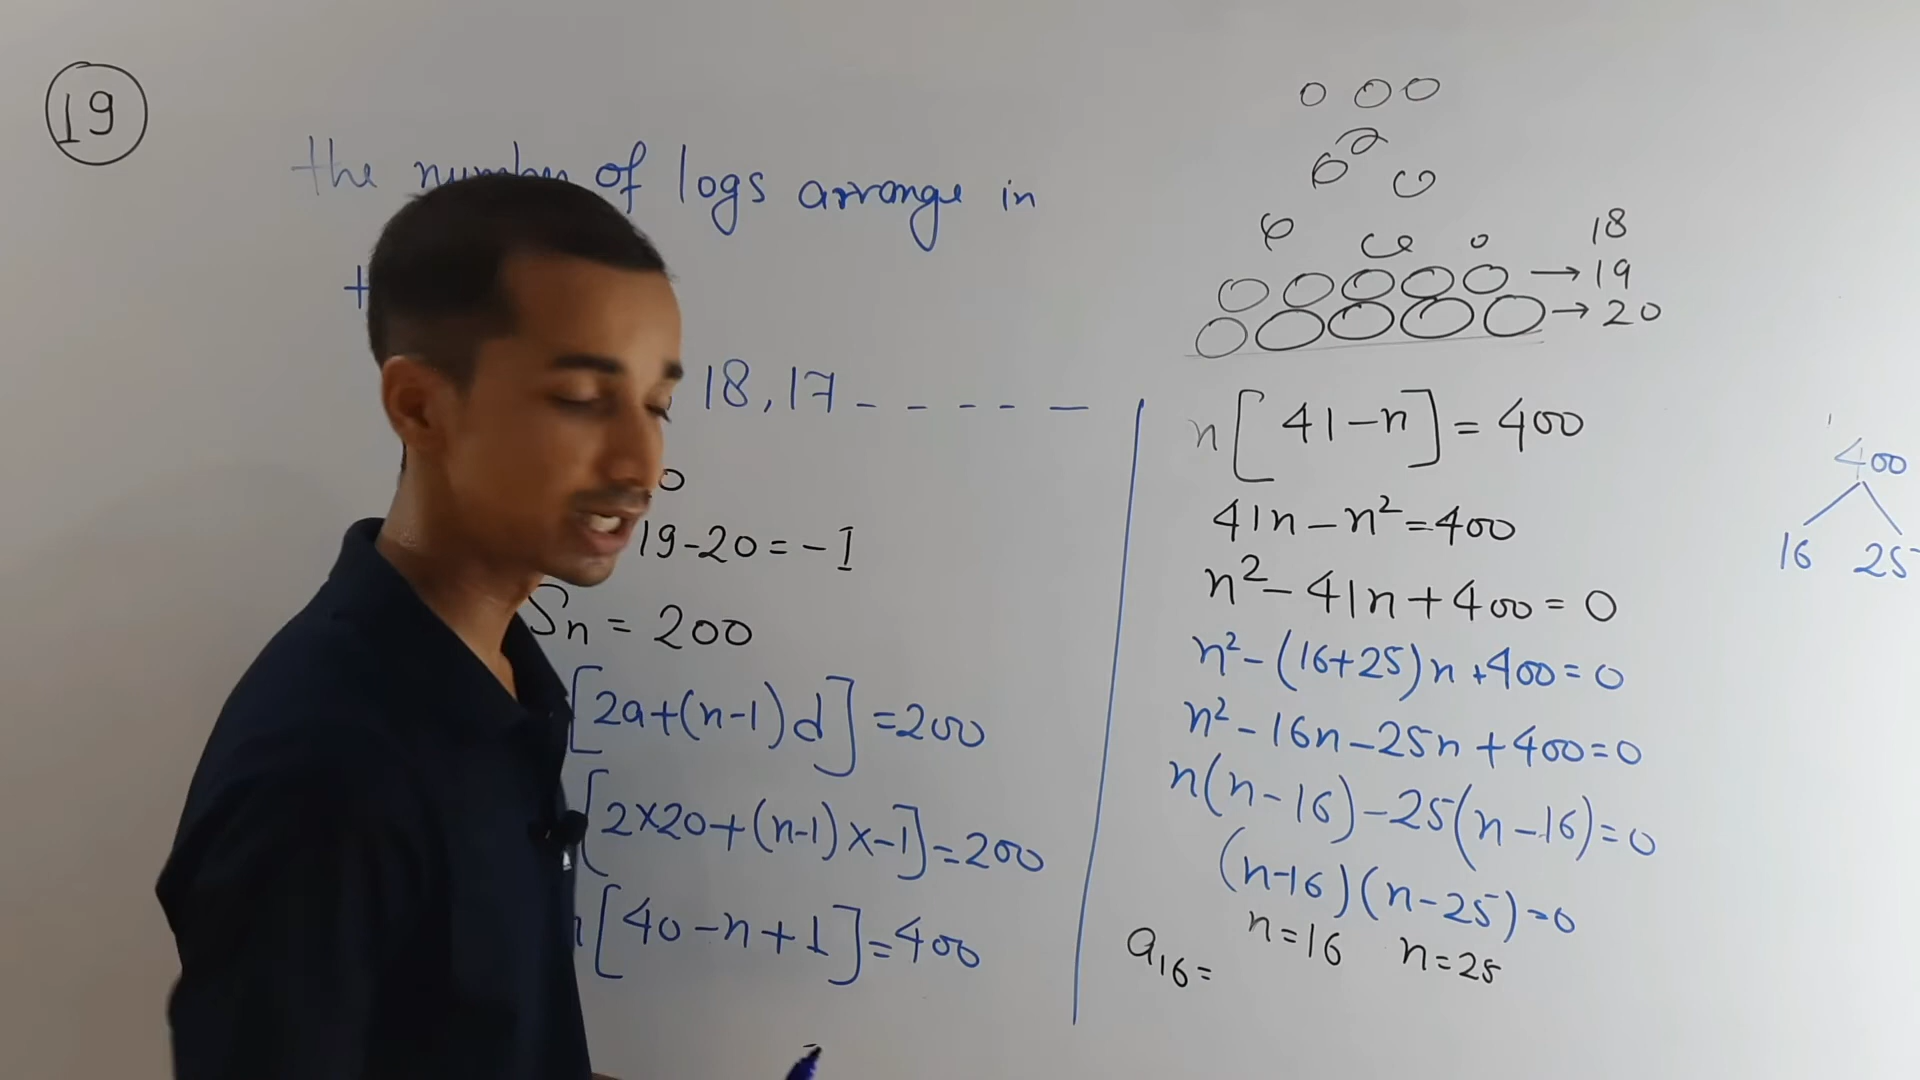 19
the number of logs arrange in
18, 17 _ _ _ _ _
0
19-20 = -1
Sn = 200
[2a+(n-1)d] = 200
[2×20+(n-1)×-1] = 200
n[40-n+1] = 400
18
→ 19
→ 20
n[41-n] = 400
41n - n² = 400
n² - 41n + 400 = 0
n² - (16+25)n + 400 = 0
n² - 16n - 25n + 400 = 0
n(n-16) - 25(n-16) = 0
(n-16)(n-25) = 0
n=16 n=25
a16 =
400
16 25